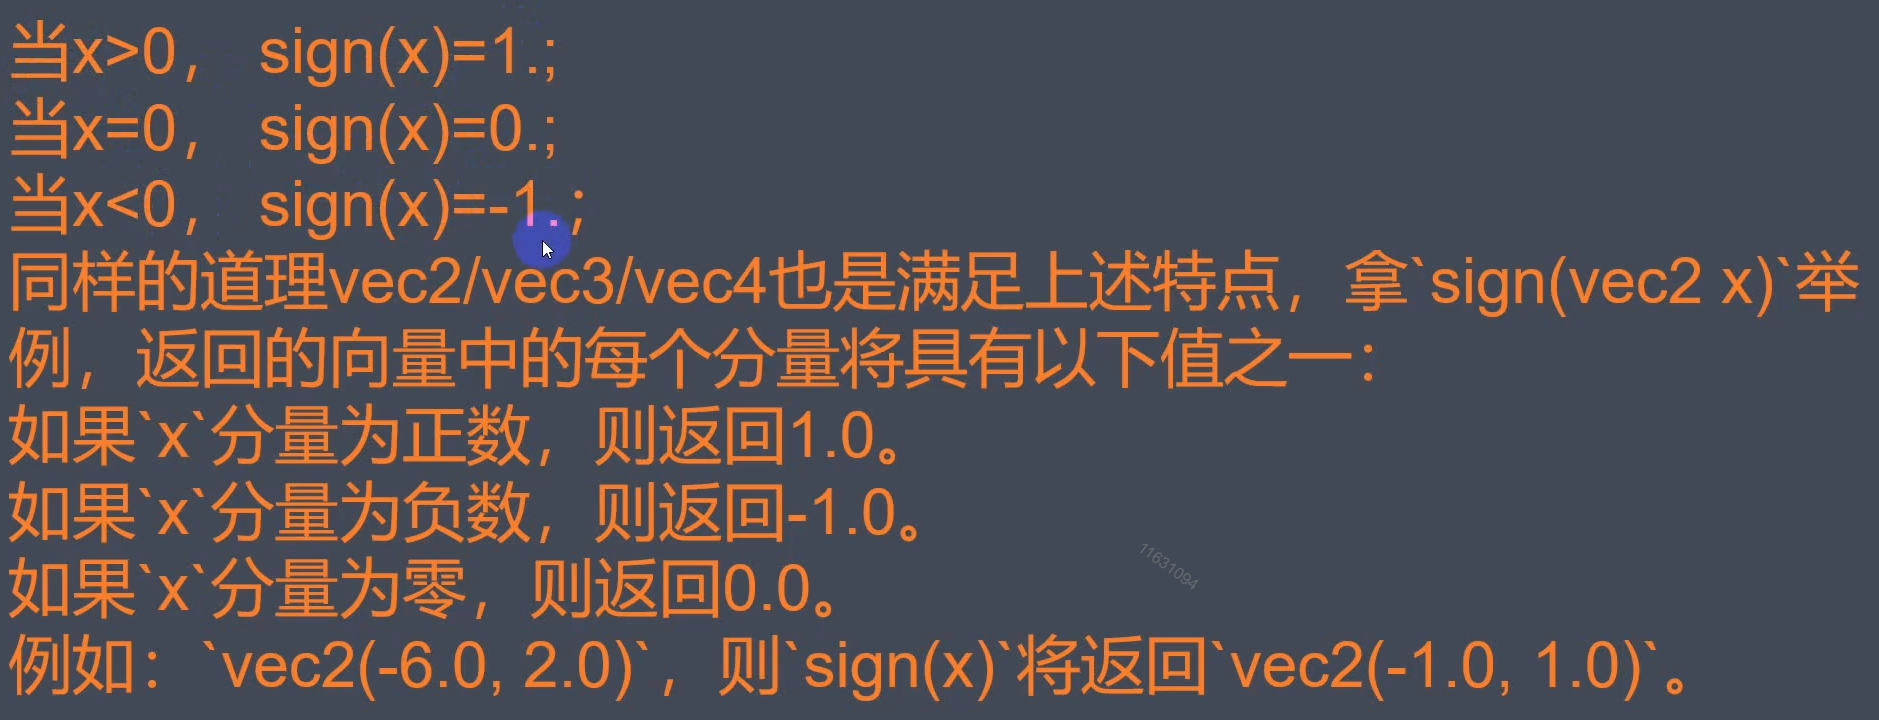 当x>0， sign(x)=1.;
当x=0， sign(x)=0.;
当x<0， sign(x)=-1.；
同样的道理vec2/vec3/vec4也是满足上述特点，拿`sign(vec2 x)`举
例，返回的向量中的每个分量将具有以下值之一：
如果`x`分量为正数，则返回1.0。
如果`x`分量为负数，则返回-1.0。
如果`x`分量为零，则返回0.0。
例如：`vec2(-6.0, 2.0)`，则`sign(x)`将返回`vec2(-1.0, 1.0)`。
11631094